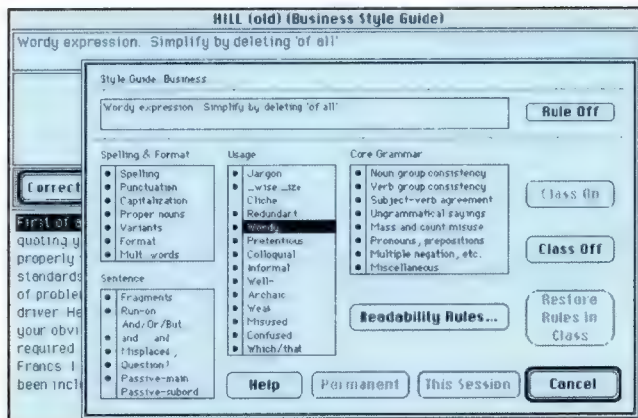 HILL (old) (Business Style Guide)
Wordy expression. Simplify by deleting 'of all'
Style Guide Business
Wordy expression Simplify by deleting 'of all'
Rule Off
Spelling & Format
Spelling
Punctuation
Capitalization
Proper nouns
Variants
Format
Mult. words
Sentence
Fragments
Run-on
And/Or/But
and and
Misplaced,
Question?
Passive-main
Passive-subord
Usage
Jargon
_wise _ize
Cliche
Redundant
Wordy
Pretentious
Colloquial
Informal
Well-
Archaic
Weak
Misused
Confused
Which/that
Core Grammar
Noun group consistency
Verb group consistency
Subject-verb agreement
Ungrammatical sayings
Mass and count misuse
Pronouns, prepositions
Multiple negation, etc.
Miscellaneous
Class On
Class Off
Restore
Rules in
Class
Readability Rules...
Help
Permanent
This Session
Cancel
Correct
First of a
quoting y
properly
standards
of proble
driver He
your obvi
required
Francs I
been incl